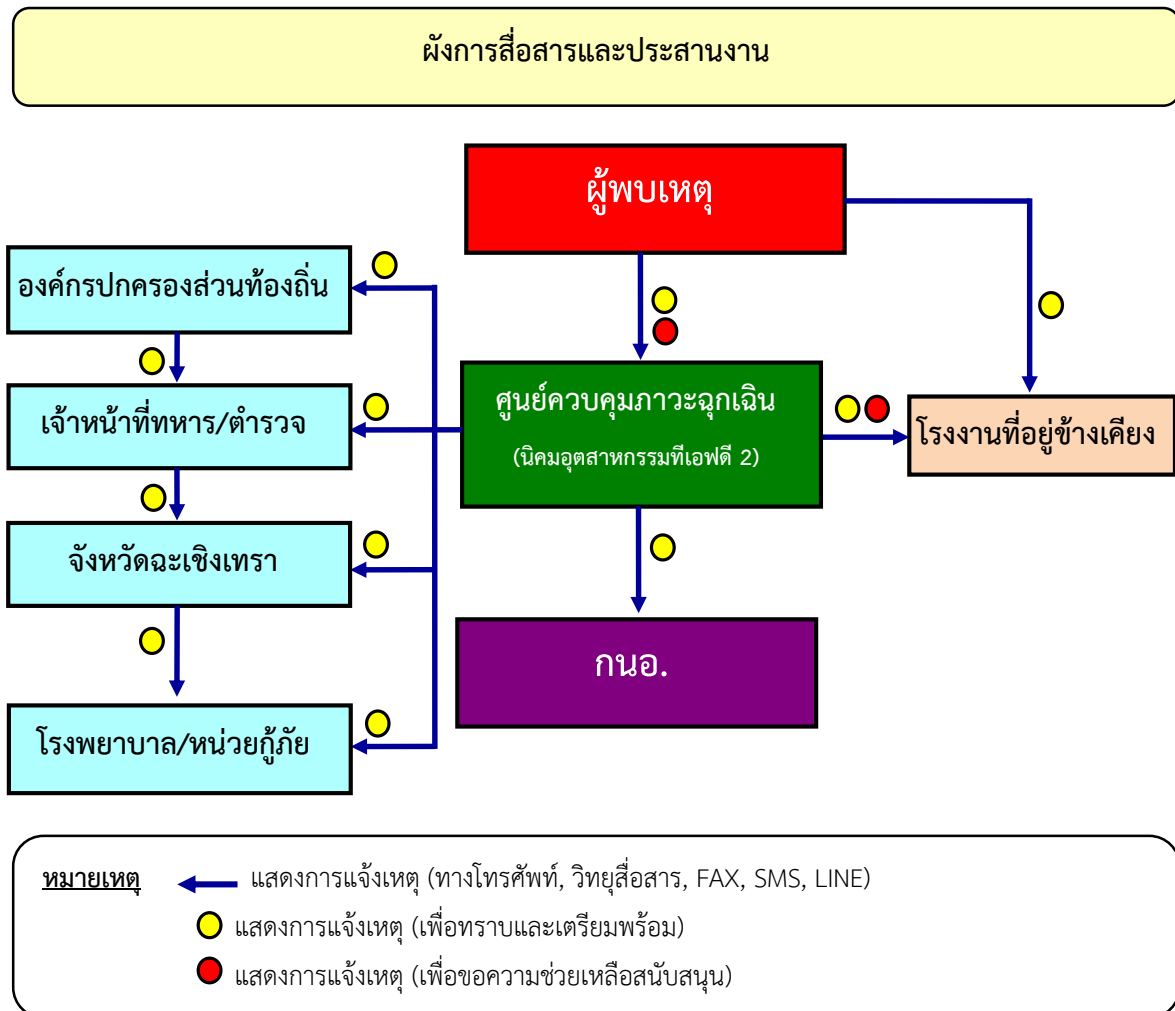 ผังการสื่อสารและประสานงาน
ผู้พบเหตุ
องค์กรปกครองส่วนท้องถิ่น
เจ้าหน้าที่ทหาร/ตำรวจ
จังหวัดฉะเชิงเทรา
โรงพยาบาล/หน่วยกู้ภัย
ศูนย์ควบคุมภาวะฉุกเฉิน
(นิคมอุตสาหกรรมทีเอฟดี 2)
โรงงานที่อยู่ข้างเคียง
กนอ.
หมายเหตุ แสดงการแจ้งเหตุ (ทางโทรศัพท์, วิทยุสื่อสาร, FAX, SMS, LINE)
แสดงการแจ้งเหตุ (เพื่อทราบและเตรียมพร้อม)
แสดงการแจ้งเหตุ (เพื่อขอความช่วยเหลือสนับสนุน)